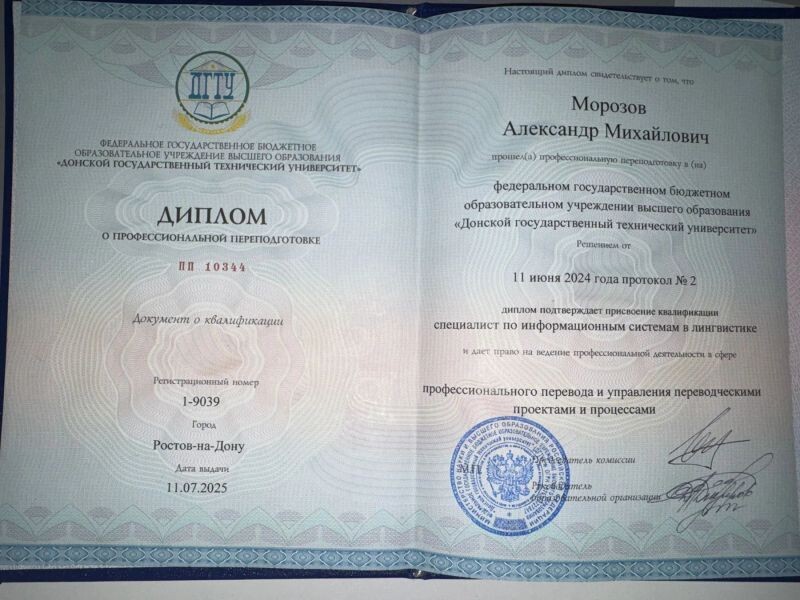 ДГТУ
ФЕДЕРАЛЬНОЕ ГОСУДАРСТВЕННОЕ БЮДЖЕТНОЕ
ОБРАЗОВАТЕЛЬНОЕ УЧРЕЖДЕНИЕ ВЫСШЕГО ОБРАЗОВАНИЯ
«ДОНСКОЙ ГОСУДАРСТВЕННЫЙ ТЕХНИЧЕСКИЙ УНИВЕРСИТЕТ»
ДИПЛОМ
О ПРОФЕССИОНАЛЬНОЙ ПЕРЕПОДГОТОВКЕ
ПП 10344
Документ о квалификации
Регистрационный номер
1-9039
Город
Ростов-на-Дону
Дата выдачи
11.07.2025
Настоящий диплом свидетельствует о том, что
Морозов
Александр Михайлович
прошел(а) профессиональную переподготовку в (на)
федеральном государственном бюджетном
образовательном учреждении высшего образования
«Донской государственный технический университет»
Решением от
11 июня 2024 года протокол № 2
диплом подтверждает присвоение квалификации
специалист по информационным системам в лингвистике
и дает право на ведение профессиональной деятельности в сфере
профессионального перевода и управления переводческими
проектами и процессами
М.П.
Председатель комиссии
Руководитель
образовательной организации